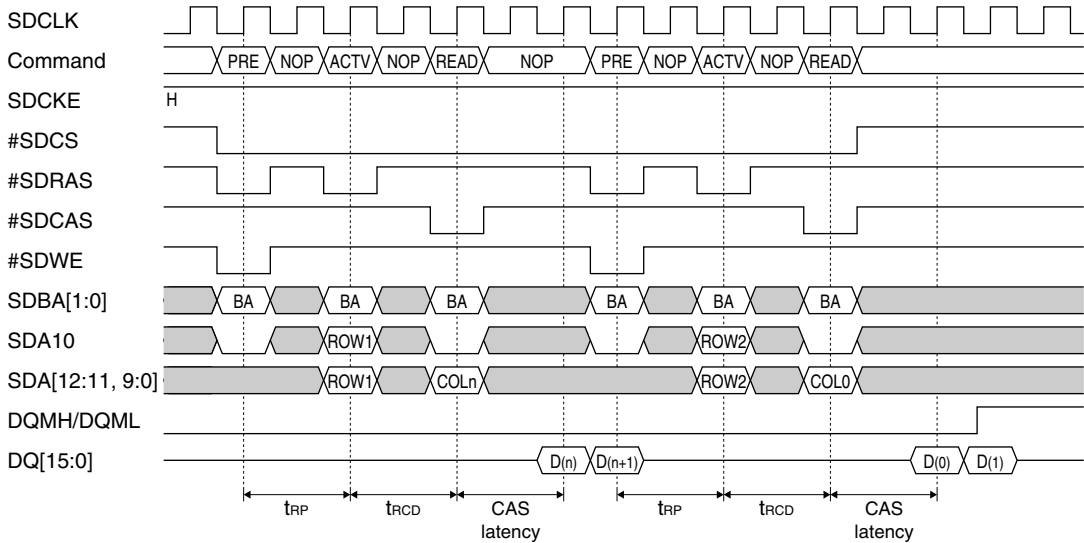 SDCLK
Command PRE NOP ACTV NOP READ NOP PRE NOP ACTV NOP READ
SDCKE H
#SDCS
#SDRAS
#SDCAS
#SDWE
SDBA[1:0] BA BA BA BA BA BA
SDA10 ROW1 ROW2
SDA[12:11, 9:0] ROW1 COLn ROW2 COL0
DQMH/DQML
DQ[15:0] D(n) D(n+1) D(0) D(1)
tRP tRCD CAS latency tRP tRCD CAS latency